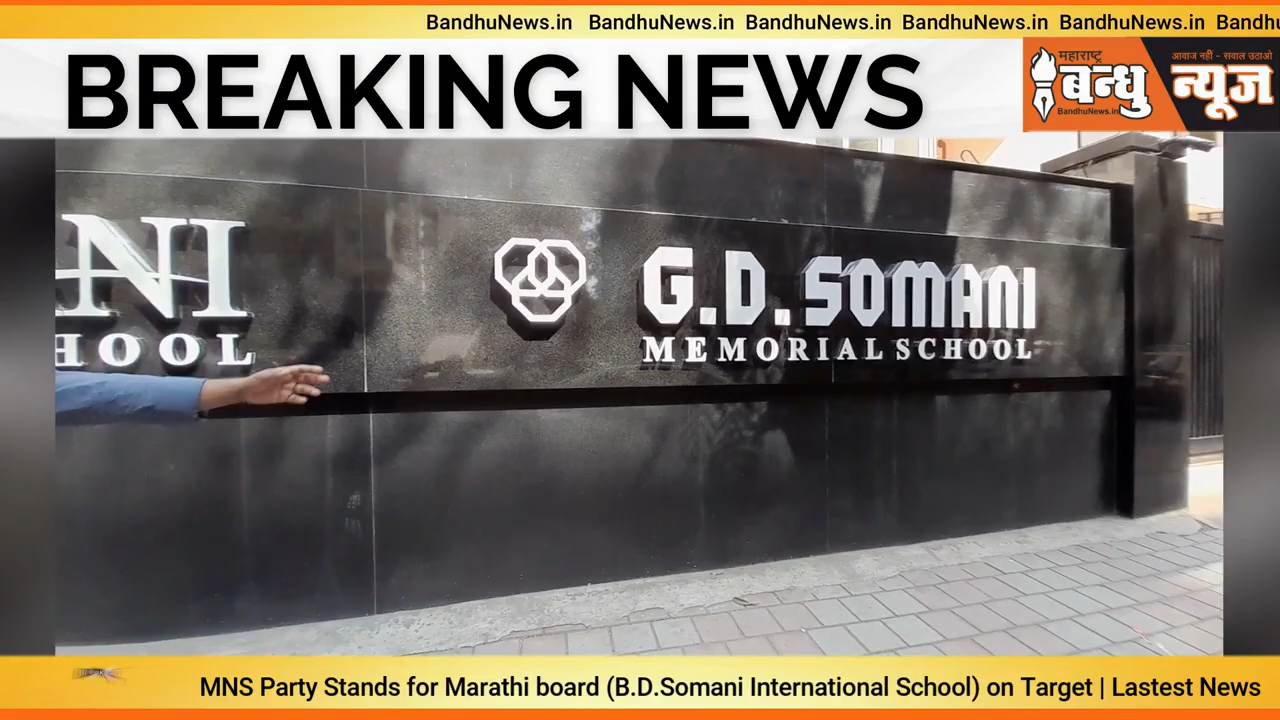 BandhuNews.in BandhuNews.in BandhuNews.in BandhuNews.in BandhuNews.in Bandhu
BREAKING NEWS
महाराष्ट्र
बन्धु
BandhuNews.in
आवाज नहीं - सवाल उठाओ
न्यूज
NI
HOOL
G.D. SOMANI
MEMORIAL SCHOOL
MNS Party Stands for Marathi board (B.D.Somani International School) on Target | Lastest News